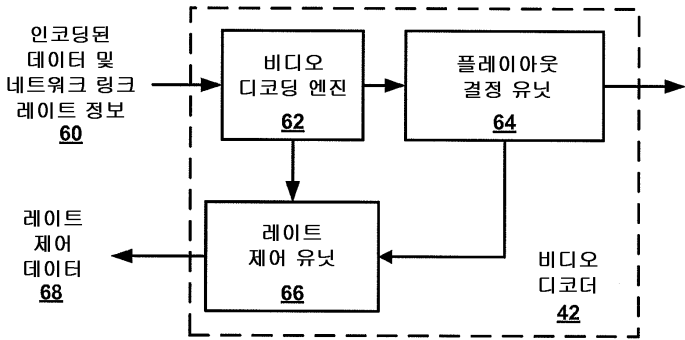 인코딩된
데이터 및
네트워크 링크
레이트 정보
60
비디오
디코딩 엔진
62
플레이아웃
결정 유닛
64
레이트
제어 유닛
66
레이트
제어
데이터
68
비디오
디코더
42